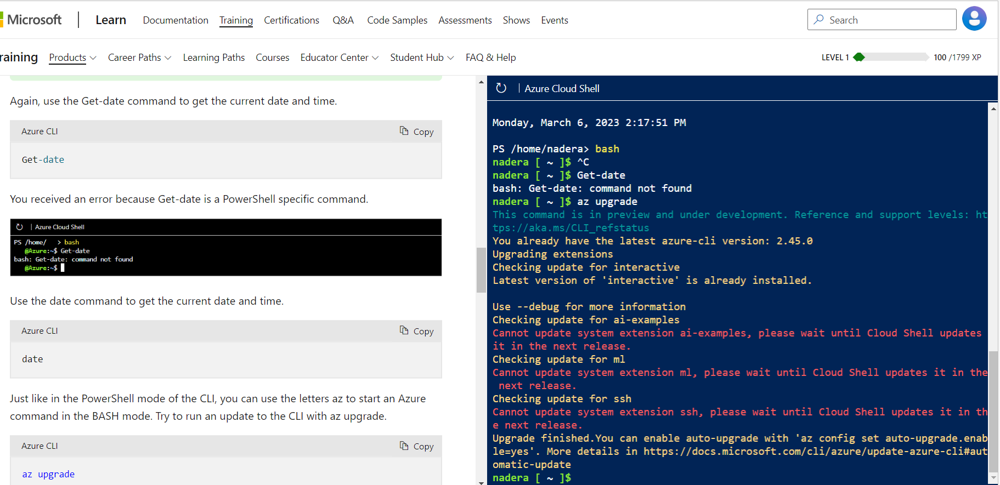 Microsoft | Learn Documentation Training Certifications Q&A Code Samples Assessments Shows Events Search
raining Products Career Paths Learning Paths Courses Educator Center Student Hub FAQ & Help LEVEL 1 100 /1799 XP
Again, use the Get-date command to get the current date and time.
Azure CLI Copy
Get-date
You received an error because Get-date is a PowerShell specific command.
| Azure Cloud Shell
PS /home/ > bash
@Azure:~$ Get-date
bash: Get-date: command not found
@Azure:~$
Use the date command to get the current date and time.
Azure CLI Copy
date
Just like in the PowerShell mode of the CLI, you can use the letters az to start an Azure
command in the BASH mode. Try to run an update to the CLI with az upgrade.
Azure CLI Copy
az upgrade
| Azure Cloud Shell
Monday, March 6, 2023 2:17:51 PM
PS /home/nadera> bash
nadera [ ~ ]$ ^C
nadera [ ~ ]$ Get-date
bash: Get-date: command not found
nadera [ ~ ]$ az upgrade
This command is in preview and under development. Reference and support levels: ht
tps://aka.ms/CLI_refstatus
You already have the latest azure-cli version: 2.45.0
Upgrading extensions
Checking update for interactive
Latest version of 'interactive' is already installed.
Use --debug for more information
Checking update for ai-examples
Cannot update system extension ai-examples, please wait until Cloud Shell updates
it in the next release.
Checking update for ml
Cannot update system extension ml, please wait until Cloud Shell updates it in the
next release.
Checking update for ssh
Cannot update system extension ssh, please wait until Cloud Shell updates it in th
e next release.
Upgrade finished.You can enable auto-upgrade with 'az config set auto-upgrade.enab
le=yes'. More details in https://docs.microsoft.com/cli/azure/update-azure-cli#aut
omatic-update
nadera [ ~ ]$